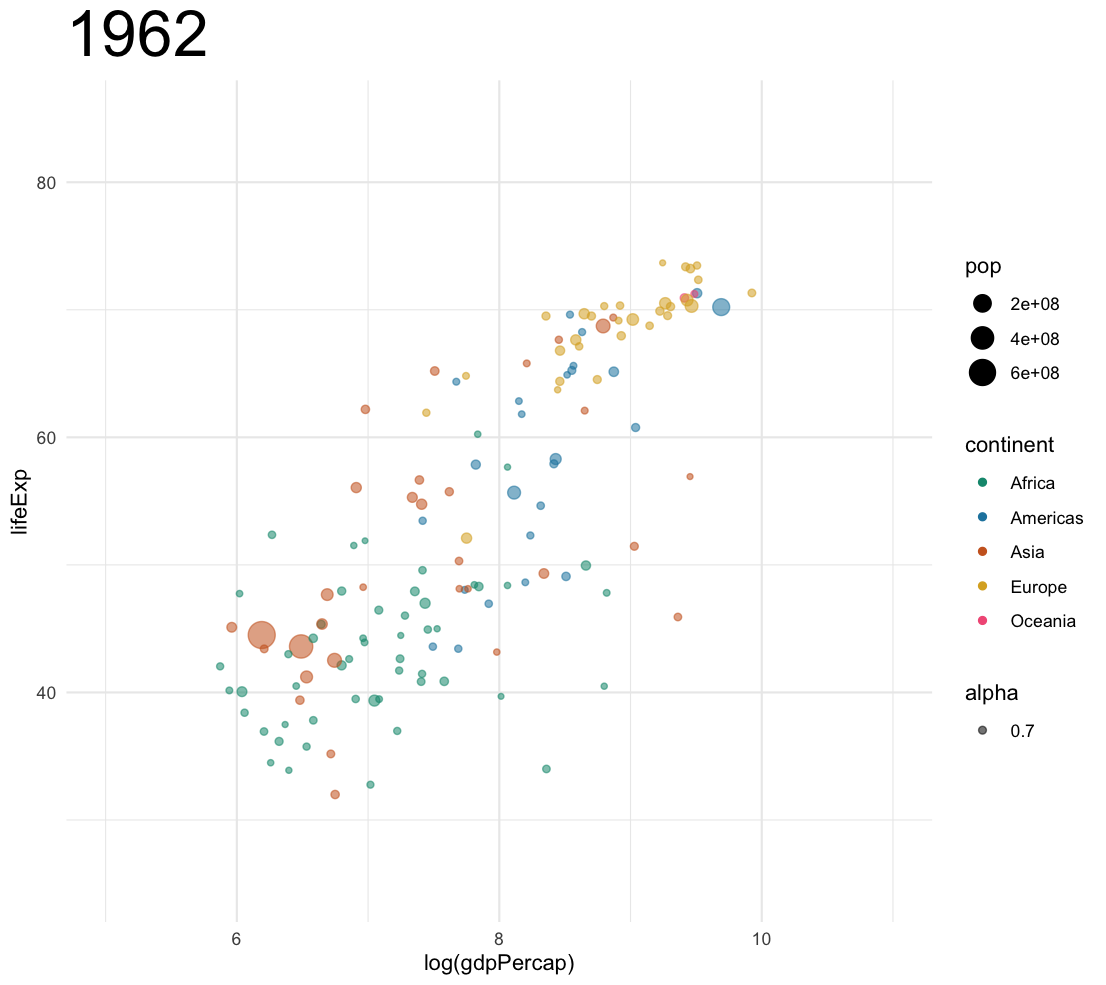 1962
80
60
40
6
8
10
log(gdpPercap)
lifeExp
pop
2e+08
4e+08
6e+08
continent
Africa
Americas
Asia
Europe
Oceania
alpha
0.7